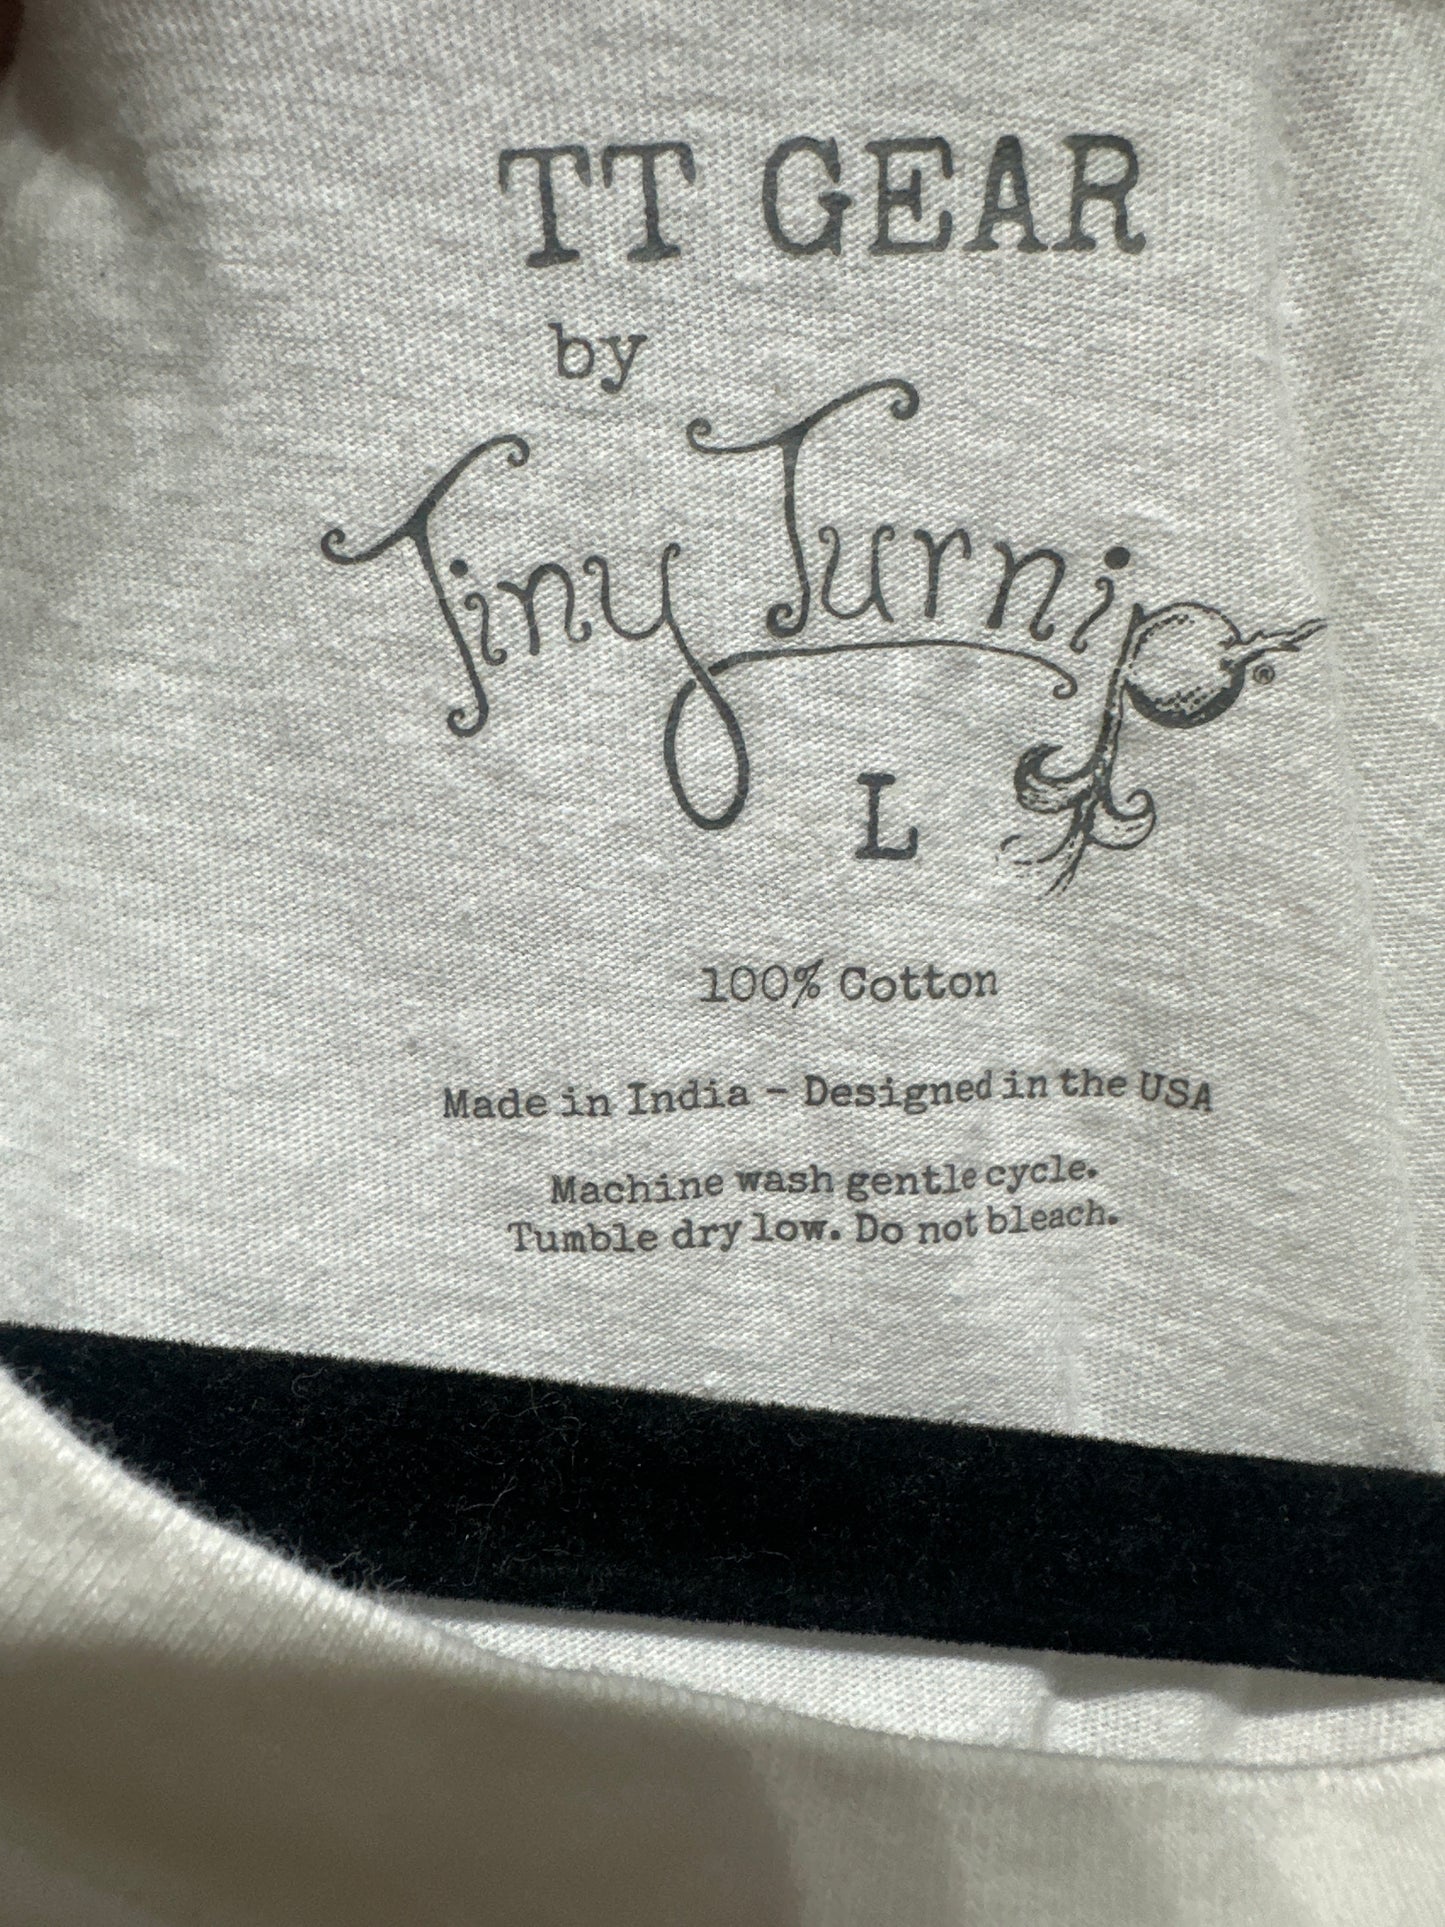 TT GEAR
by
Tiny Turnip®
L
100% Cotton
Made in India - Designed in the USA
Machine wash gentle cycle.
Tumble dry low. Do not bleach.